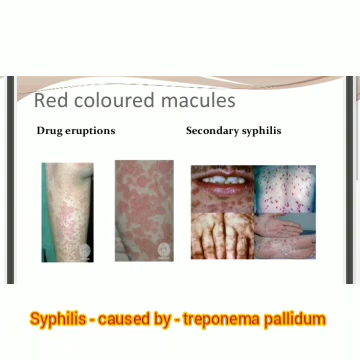 Red coloured macules
Drug eruptions
Secondary syphilis
Syphilis - caused by - treponema pallidum